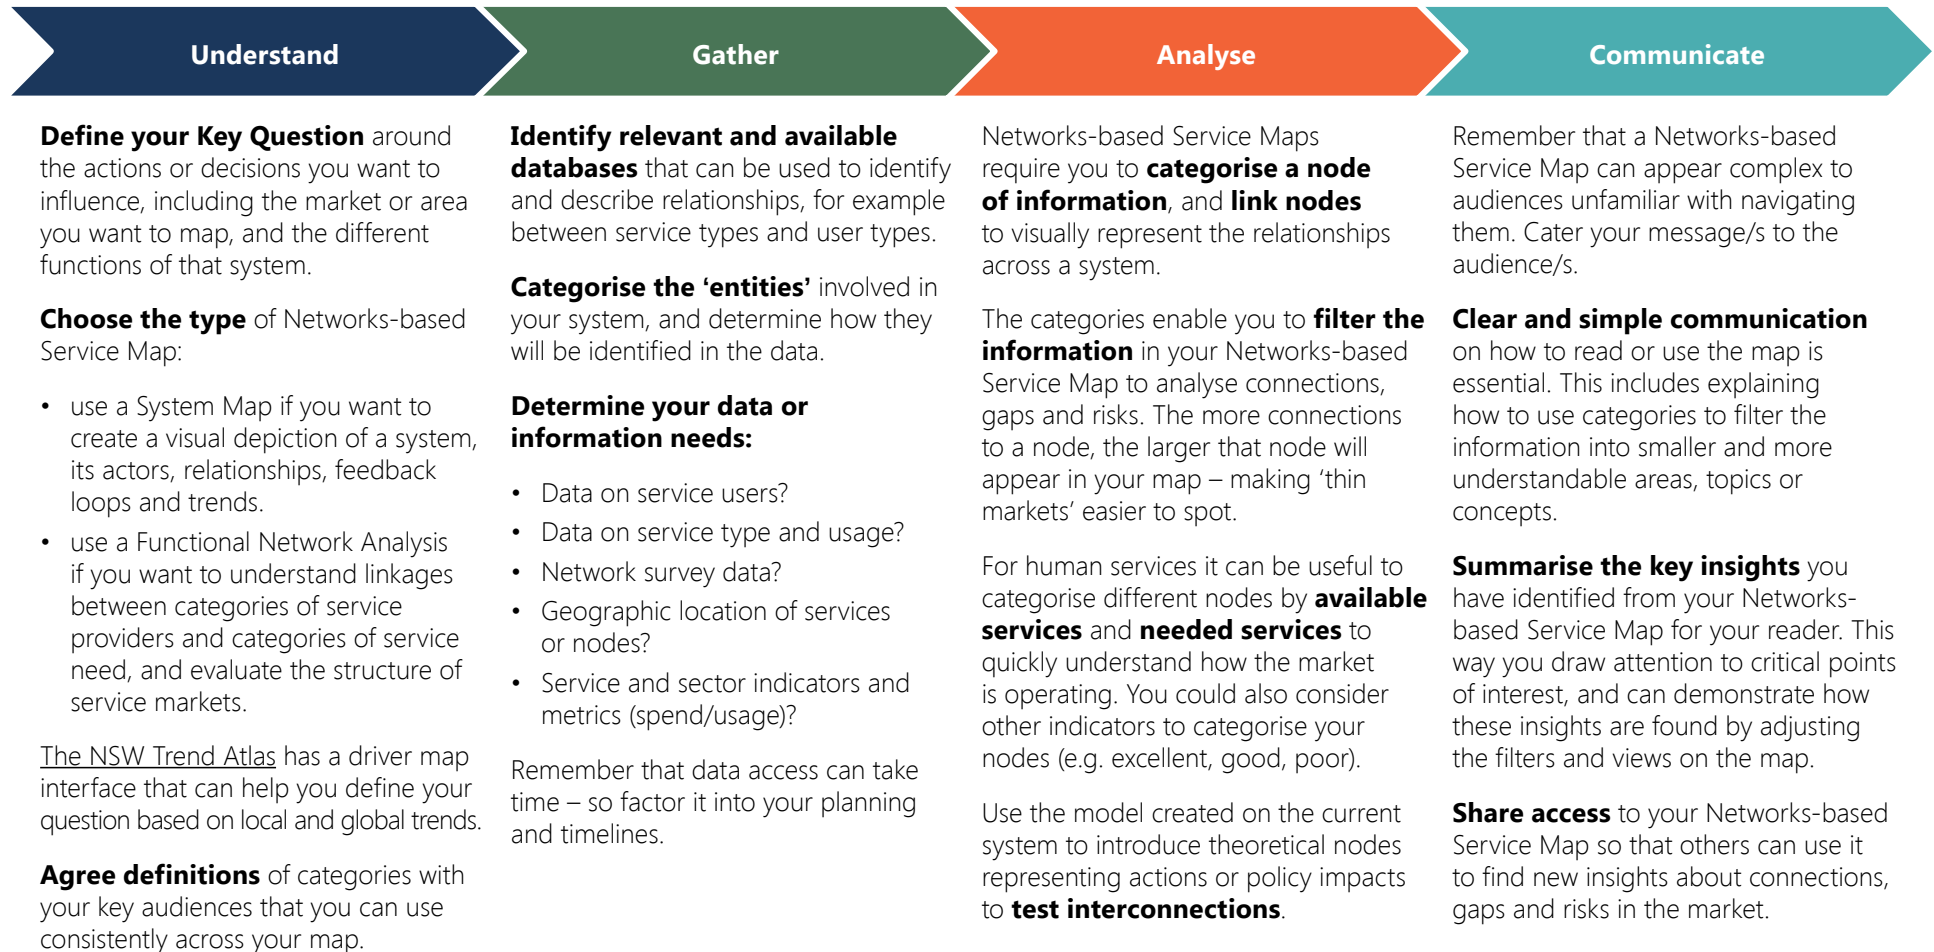 Understand
Gather
Analyse
Communicate
Define your Key Question around
the actions or decisions you want to
influence, including the market or area
you want to map, and the different
functions of that system.
Choose the type of Networks-based
Service Map:
• use a System Map if you want to
create a visual depiction of a system,
its actors, relationships, feedback
loops and trends.
• use a Functional Network Analysis
if you want to understand linkages
between categories of service
providers and categories of service
need, and evaluate the structure of
service markets.
The NSW Trend Atlas has a driver map
interface that can help you define your
question based on local and global trends.
Agree definitions of categories with
your key audiences that you can use
consistently across your map.
Identify relevant and available
databases that can be used to identify
and describe relationships, for example
between service types and user types.
Categorise the ‘entities’ involved in
your system, and determine how they
will be identified in the data.
Determine your data or
information needs:
• Data on service users?
• Data on service type and usage?
• Network survey data?
• Geographic location of services
or nodes?
• Service and sector indicators and
metrics (spend/usage)?
Remember that data access can take
time – so factor it into your planning
and timelines.
Networks-based Service Maps
require you to categorise a node
of information, and link nodes
to visually represent the relationships
across a system.
The categories enable you to filter the
information in your Networks-based
Service Map to analyse connections,
gaps and risks. The more connections
to a node, the larger that node will
appear in your map – making ‘thin
markets’ easier to spot.
For human services it can be useful to
categorise different nodes by available
services and needed services to
quickly understand how the market
is operating. You could also consider
other indicators to categorise your
nodes (e.g. excellent, good, poor).
Use the model created on the current
system to introduce theoretical nodes
representing actions or policy impacts
to test interconnections.
Remember that a Networks-based
Service Map can appear complex to
audiences unfamiliar with navigating
them. Cater your message/s to the
audience/s.
Clear and simple communication
on how to read or use the map is
essential. This includes explaining
how to use categories to filter the
information into smaller and more
understandable areas, topics or
concepts.
Summarise the key insights you
have identified from your Networks-
based Service Map for your reader. This
way you draw attention to critical points
of interest, and can demonstrate how
these insights are found by adjusting
the filters and views on the map.
Share access to your Networks-based
Service Map so that others can use it
to find new insights about connections,
gaps and risks in the market.